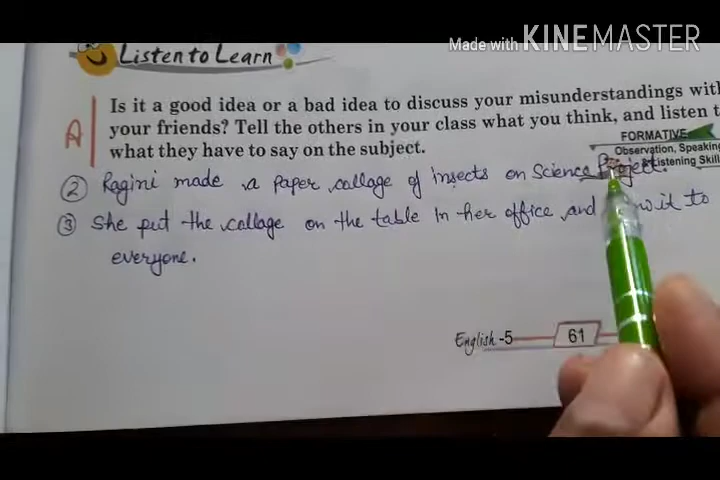 Made with KINEMASTER
Listen to Learn
A
Is it a good idea or a bad idea to discuss your misunderstandings wit
your friends? Tell the others in your class what you think, and listen t
what they have to say on the subject.
FORMATIVE
Observation, Speaking
Listening Skill
② Ragini made a paper collage of insects on Science Project.
③ She put the collage on the table in her office and it to
everyone.
English -5
61